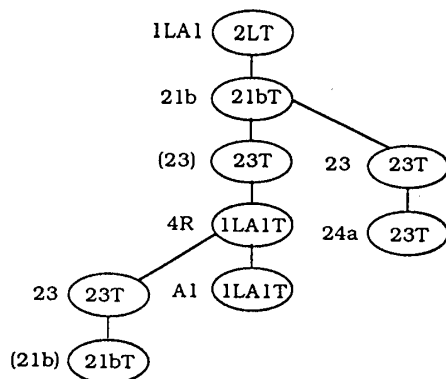 1LA1 2LT
21b 21bT
(23) 23T 23 23T
4R 1LA1T 24a 23T
23 23T A1 1LA1T
(21b) 21bT